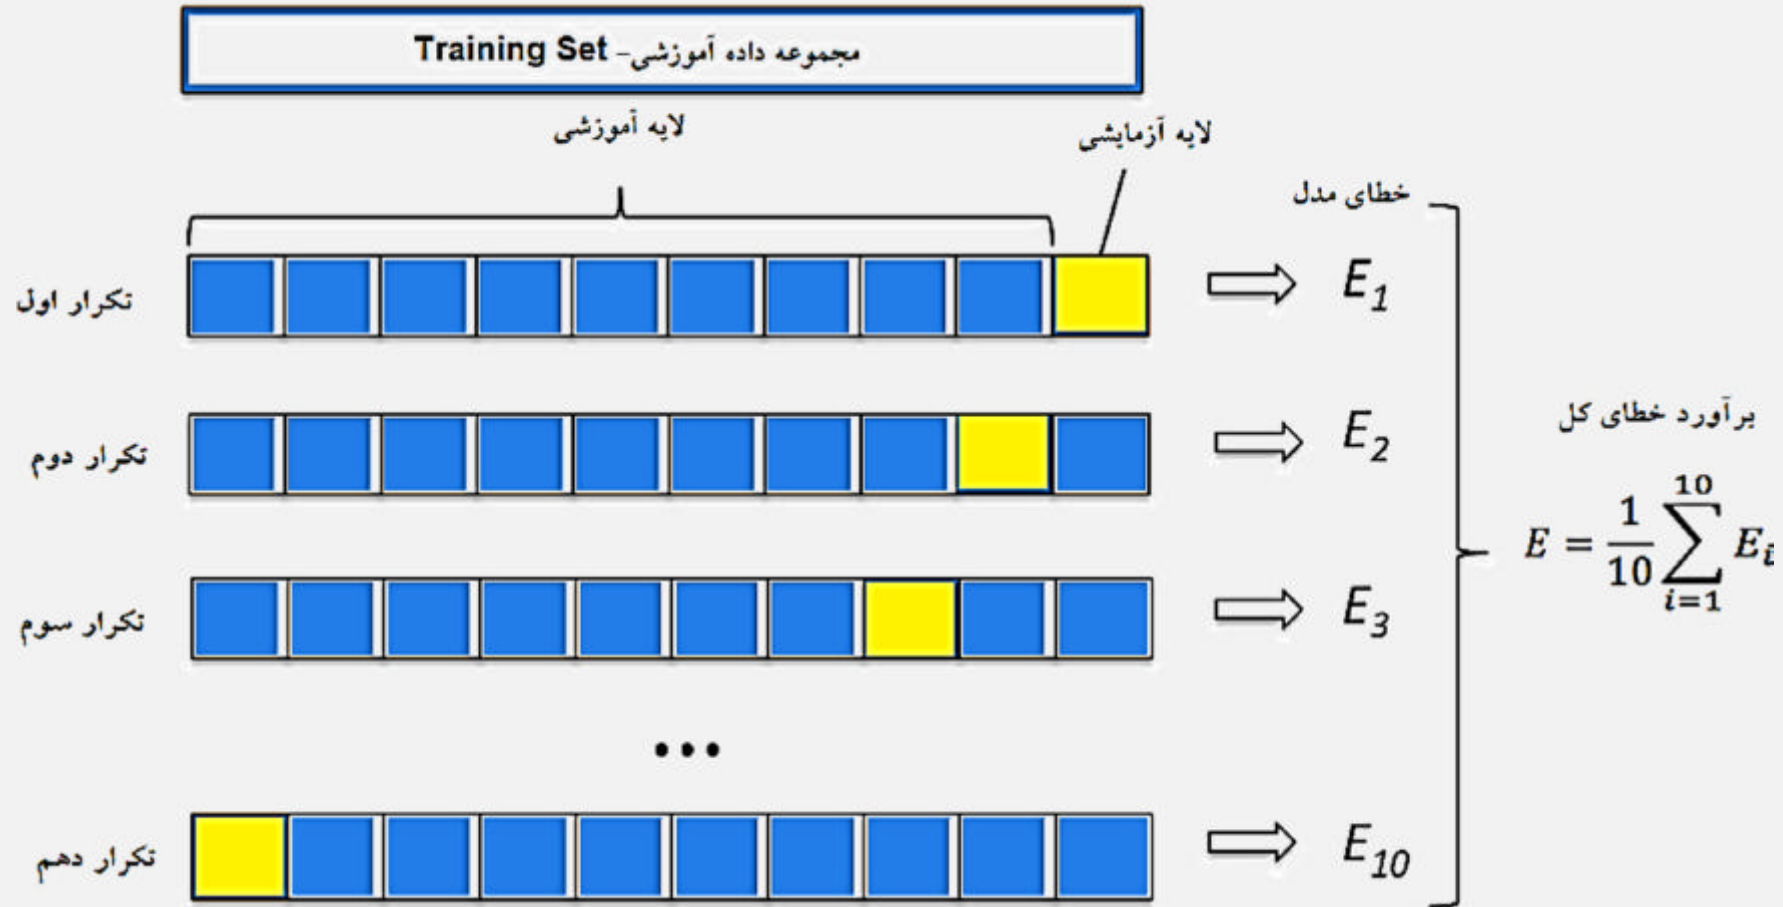 مجموعه داده آموزشی- Training Set
لایه آموزشی
لایه آزمایشی
خطای مدل
تکرار اول
E1
تکرار دوم
E2
برآورد خطای کل
E = 1/10 ∑ i=1 10 Ei
تکرار سوم
E3
...
تکرار دهم
E10